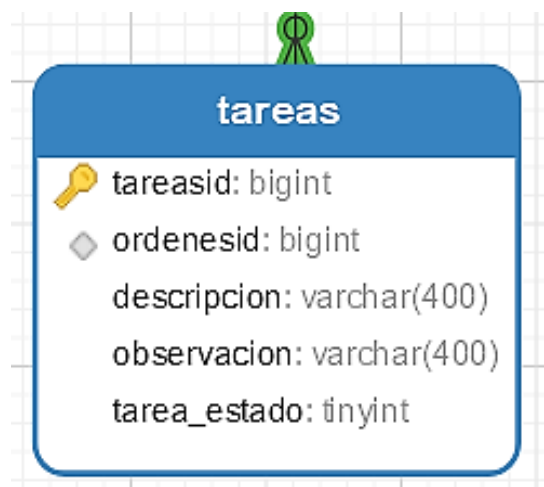 tareas
tareasid: bigint
ordenesid: bigint
descripcion: varchar(400)
observacion: varchar(400)
tarea_estado: tinyint